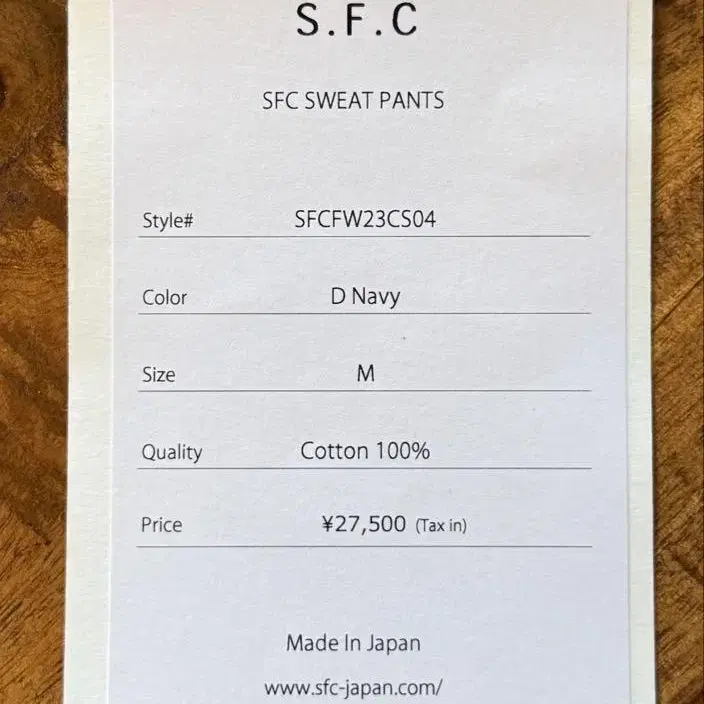 S.F.C
SFC SWEAT PANTS
Style# SFCFW23CS04
Color D Navy
Size M
Quality Cotton 100%
Price ¥27,500 (Tax in)
Made In Japan
www.sfc-japan.com/